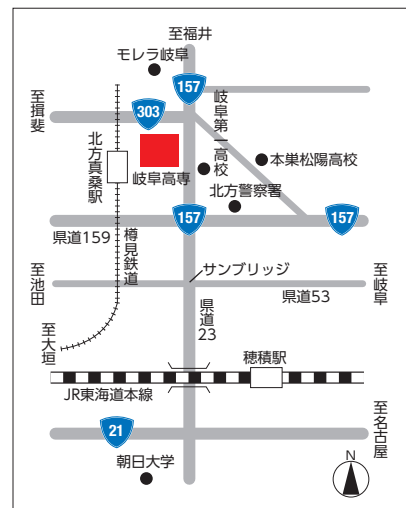 至福井
モレラ岐阜
157
至揖斐
303
岐阜第一高校
北方真桑駅
岐阜高専
本巣松陽高校
北方警察署
157
157
県道159
樽見鉄道
至池田
サンブリッジ
至岐阜
県道53
県道
23
至大垣
穂積駅
JR東海道本線
21
至名古屋
朝日大学
N